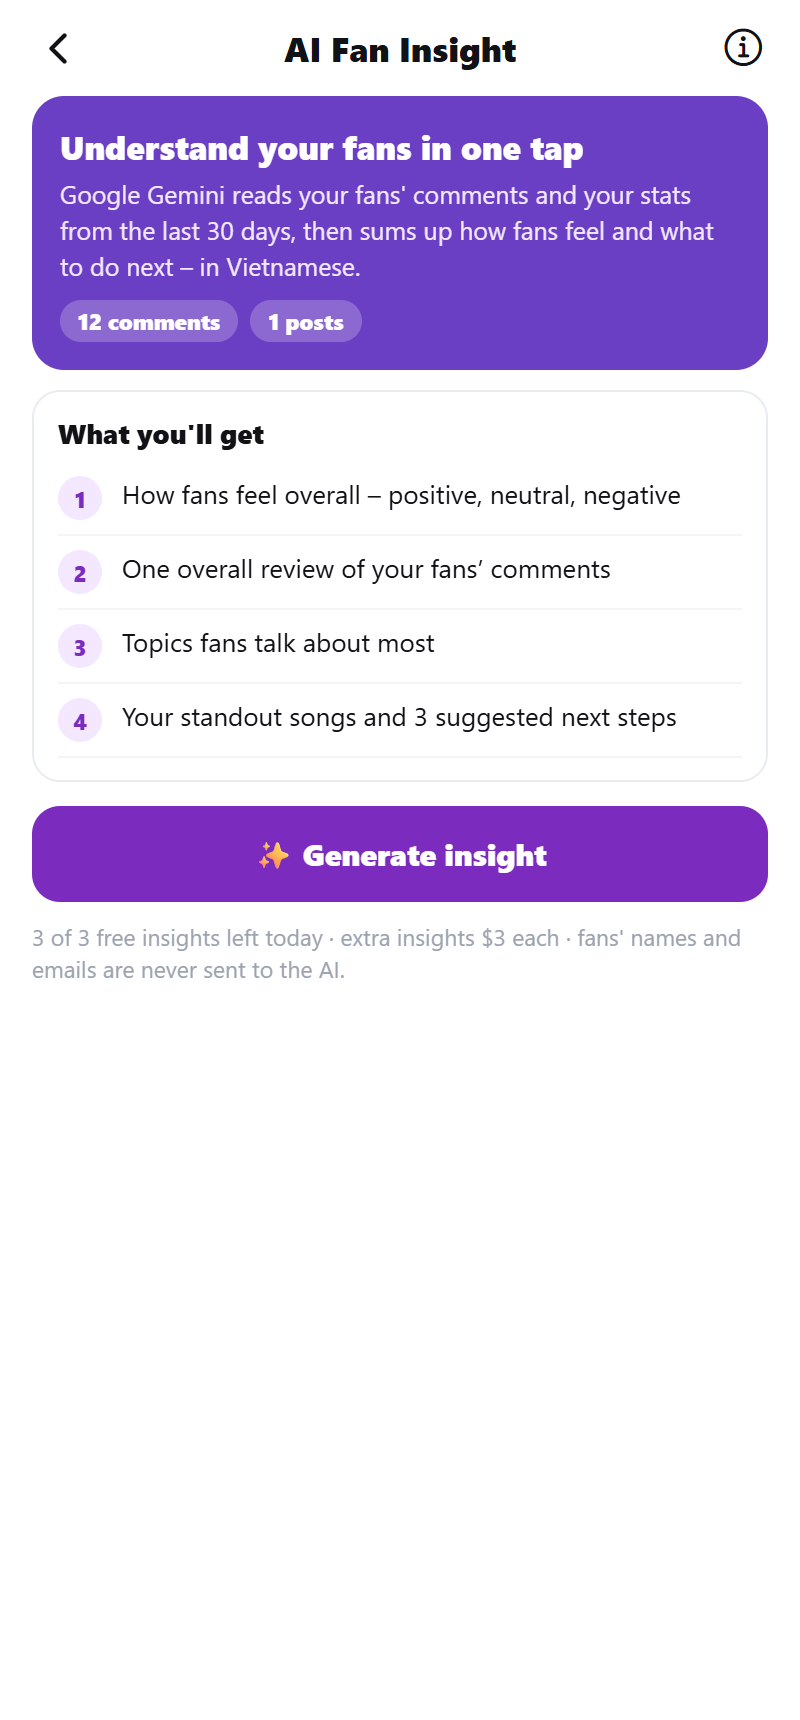 AI Fan Insight
Understand your fans in one tap
Google Gemini reads your fans' comments and your stats
from the last 30 days, then sums up how fans feel and what
to do next – in Vietnamese.
12 comments
1 posts
What you'll get
1 How fans feel overall – positive, neutral, negative
2 One overall review of your fans’ comments
3 Topics fans talk about most
4 Your standout songs and 3 suggested next steps
✨ Generate insight
3 of 3 free insights left today · extra insights $3 each · fans' names and
emails are never sent to the AI.